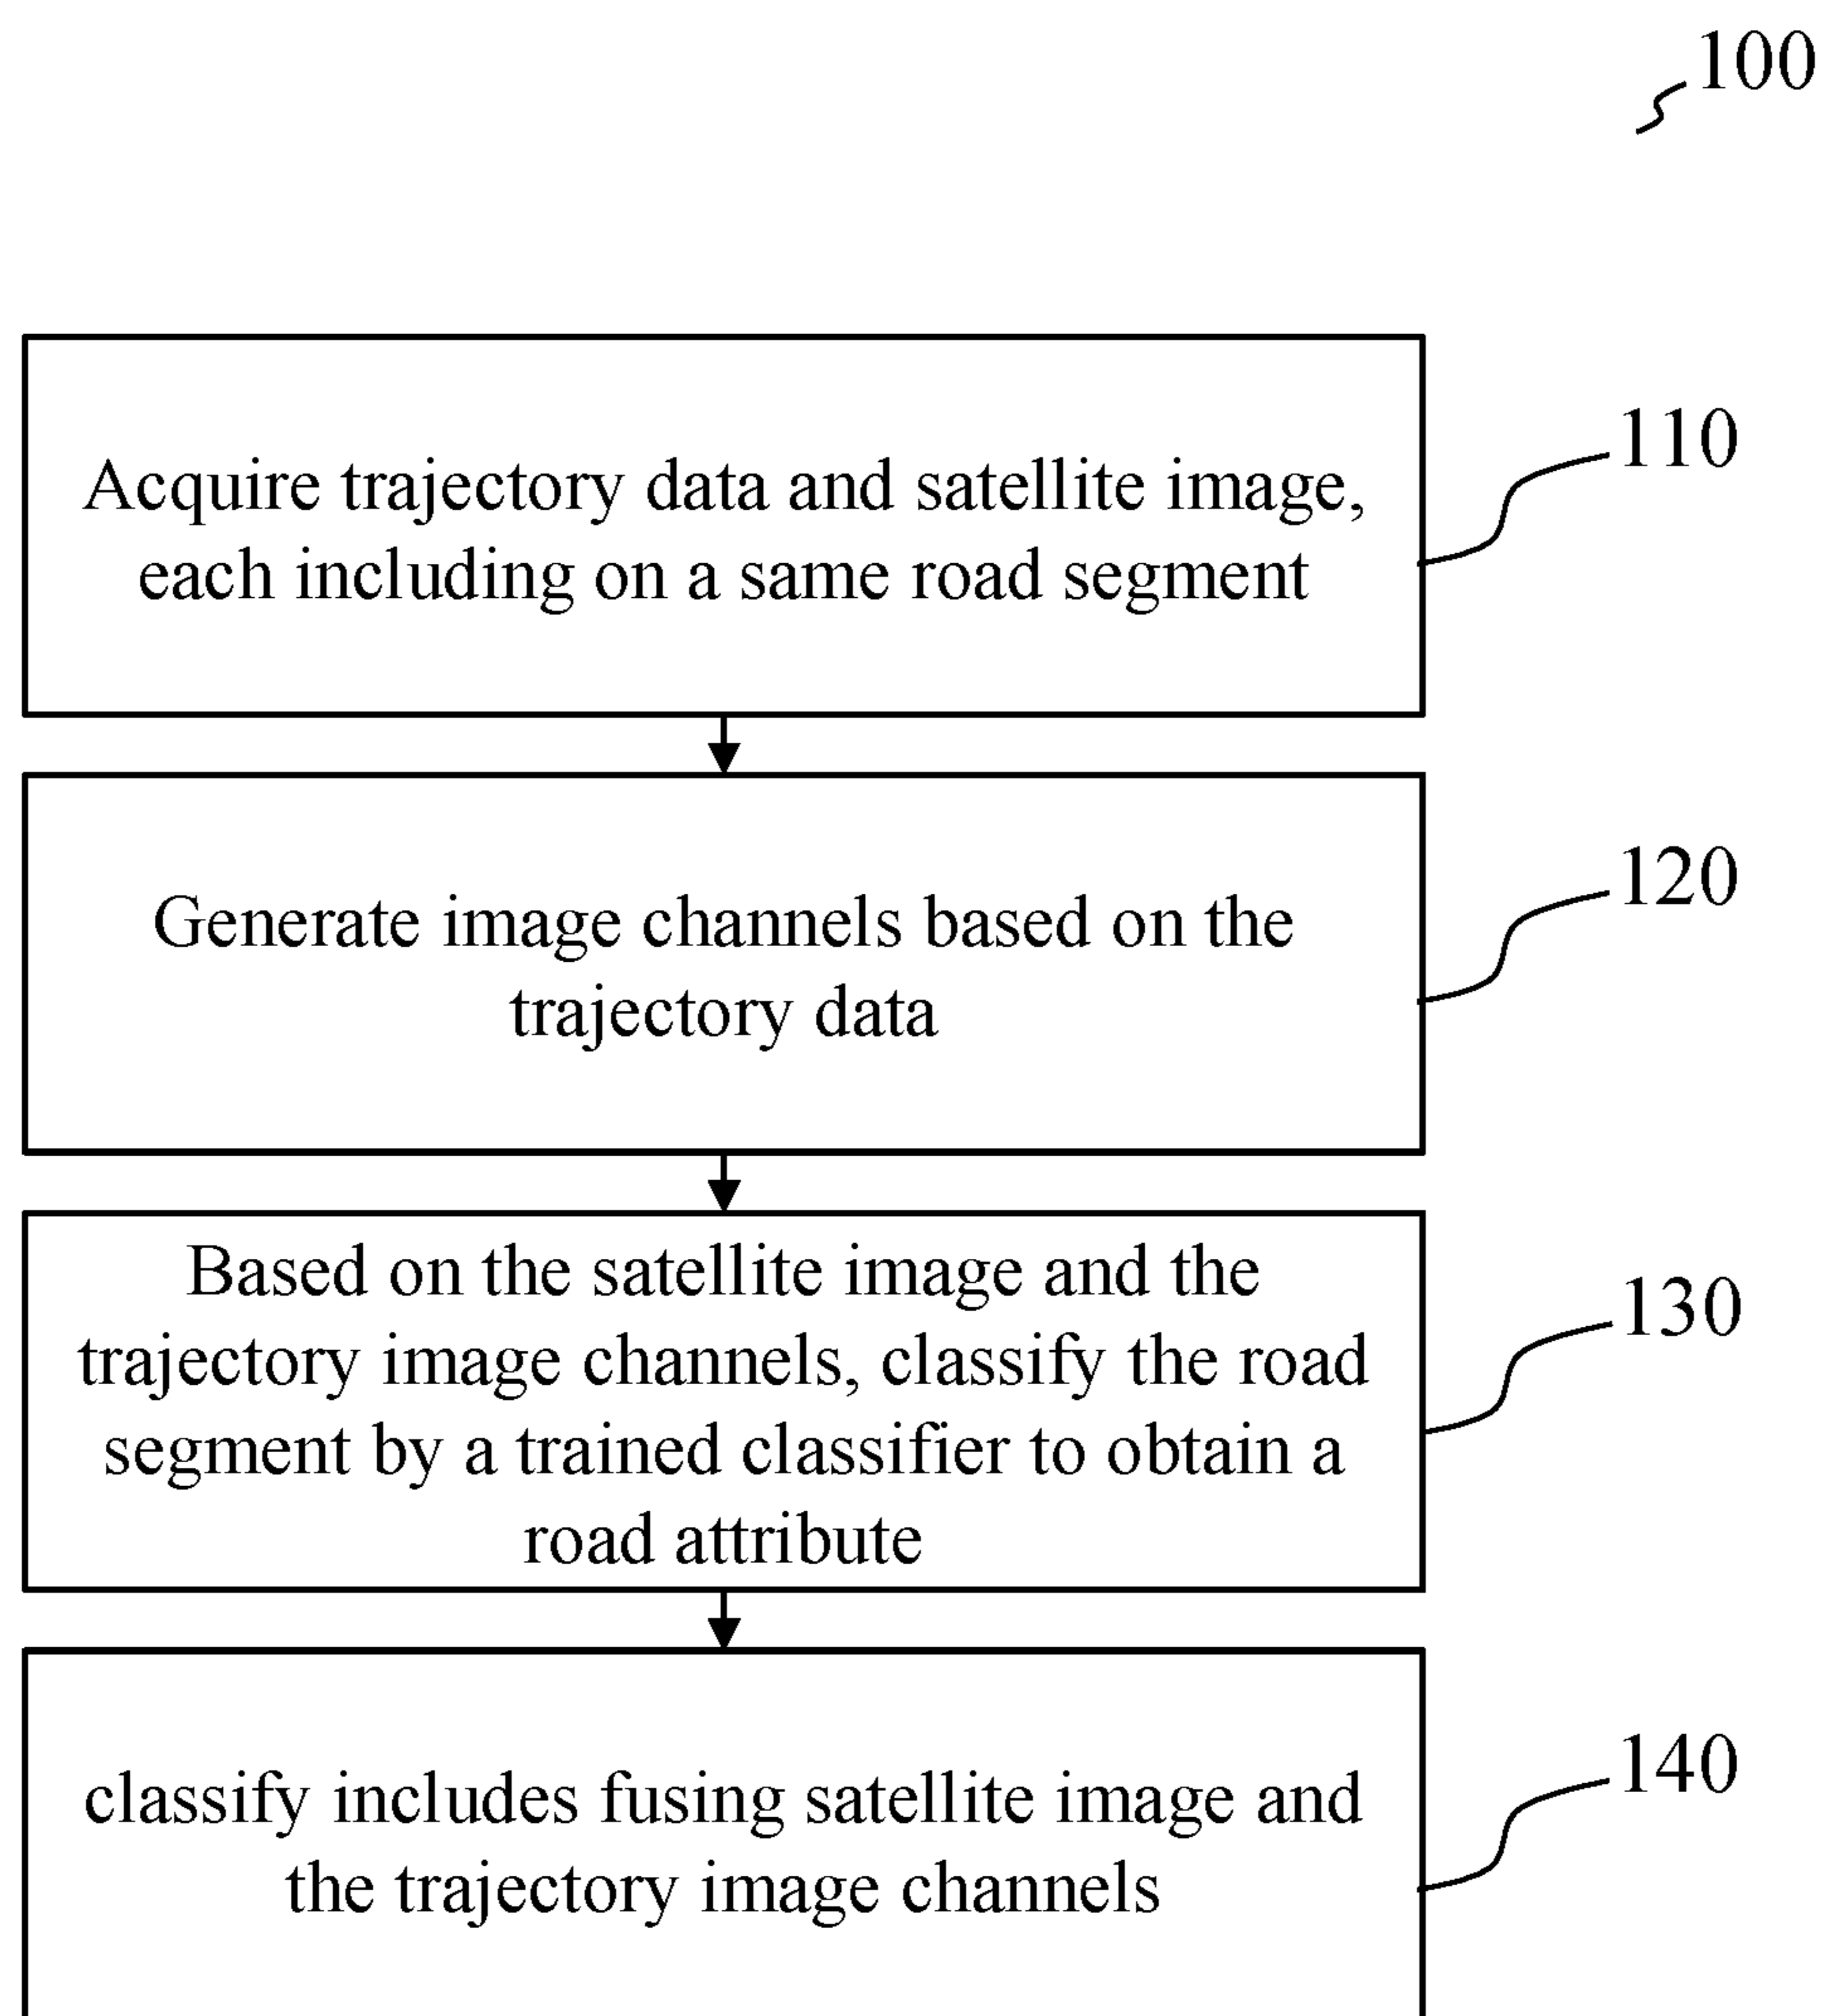 100
Acquire trajectory data and satellite image,
each including on a same road segment
110
Generate image channels based on the
trajectory data
120
Based on the satellite image and the
trajectory image channels, classify the road
segment by a trained classifier to obtain a
road attribute
130
classify includes fusing satellite image and
the trajectory image channels
140